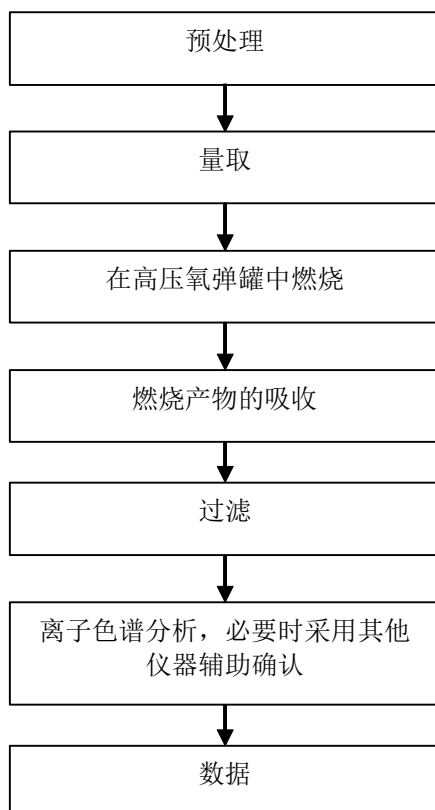 预处理
量取
在高压氧弹罐中燃烧
燃烧产物的吸收
过滤
离子色谱分析，必要时采用其他
仪器辅助确认
数据